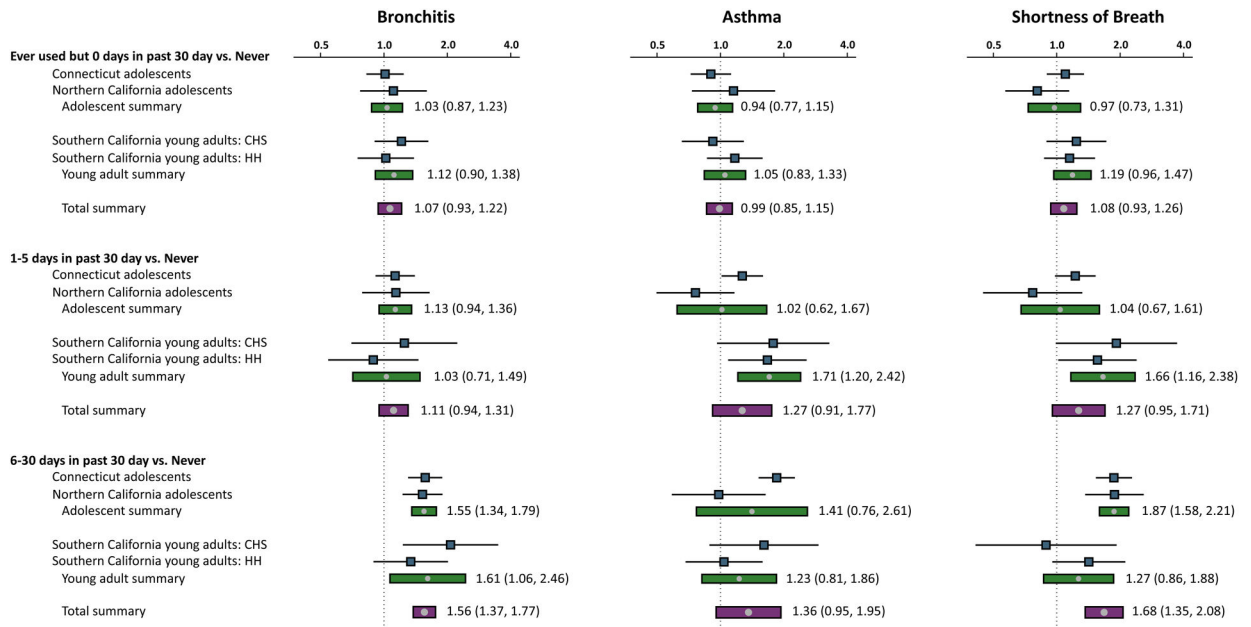 Bronchitis Asthma Shortness of Breath
0.5 1.0 2.0 4.0 0.5 1.0 2.0 4.0 0.5 1.0 2.0 4.0
Ever used but 0 days in past 30 day vs. Never
Connecticut adolescents
Northern California adolescents
Adolescent summary 1.03 (0.87, 1.23) 0.94 (0.77, 1.15) 0.97 (0.73, 1.31)
Southern California young adults: CHS
Southern California young adults: HH
Young adult summary 1.12 (0.90, 1.38) 1.05 (0.83, 1.33) 1.19 (0.96, 1.47)
Total summary 1.07 (0.93, 1.22) 0.99 (0.85, 1.15) 1.08 (0.93, 1.26)
1-5 days in past 30 day vs. Never
Connecticut adolescents
Northern California adolescents
Adolescent summary 1.13 (0.94, 1.36) 1.02 (0.62, 1.67) 1.04 (0.67, 1.61)
Southern California young adults: CHS
Southern California young adults: HH
Young adult summary 1.03 (0.71, 1.49) 1.71 (1.20, 2.42) 1.66 (1.16, 2.38)
Total summary 1.11 (0.94, 1.31) 1.27 (0.91, 1.77) 1.27 (0.95, 1.71)
6-30 days in past 30 day vs. Never
Connecticut adolescents
Northern California adolescents
Adolescent summary 1.55 (1.34, 1.79) 1.41 (0.76, 2.61) 1.87 (1.58, 2.21)
Southern California young adults: CHS
Southern California young adults: HH
Young adult summary 1.61 (1.06, 2.46) 1.23 (0.81, 1.86) 1.27 (0.86, 1.88)
Total summary 1.56 (1.37, 1.77) 1.36 (0.95, 1.95) 1.68 (1.35, 2.08)